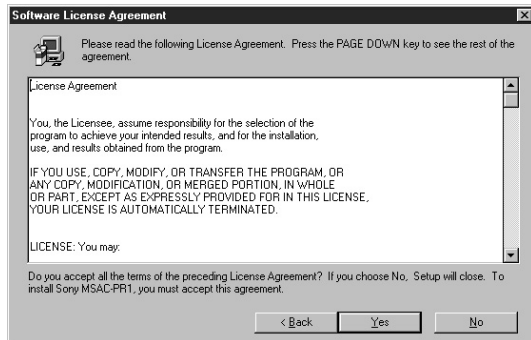 Software License Agreement
Please read the following License Agreement. Press the PAGE DOWN key to see the rest of the
agreement.
License Agreement
You, the Licensee, assume responsibility for the selection of the
program to achieve your intended results, and for the installation,
use, and results obtained from the program.
IF YOU USE, COPY, MODIFY, OR TRANSFER THE PROGRAM, OR
ANY COPY, MODIFICATION, OR MERGED PORTION, IN WHOLE
OR PART, EXCEPT AS EXPRESSLY PROVIDED FOR IN THIS LICENSE,
YOUR LICENSE IS AUTOMATICALLY TERMINATED.
LICENSE: You may:
Do you accept all the terms of the preceding License Agreement? If you choose No, Setup will close. To
install Sony MSAC-PR1, you must accept this agreement.
< Back Yes No